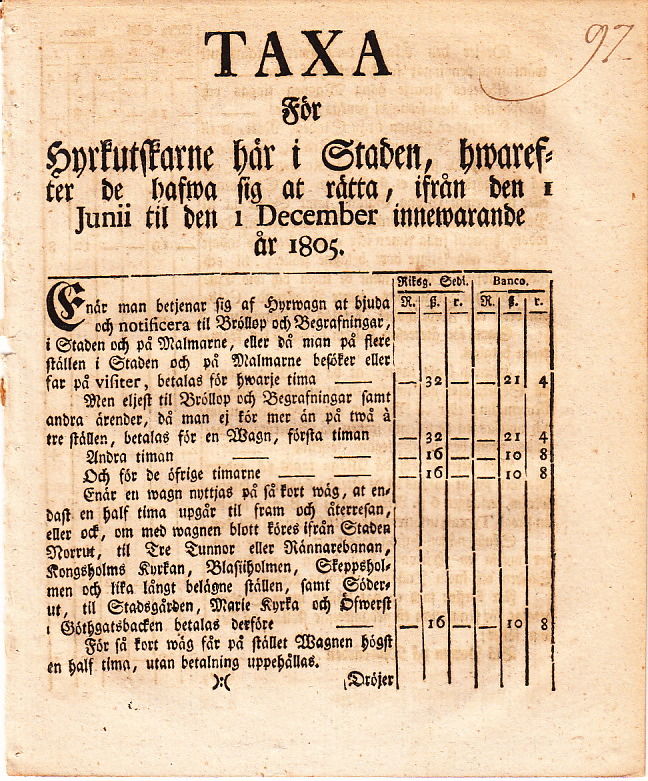 97
TAXA
För
Hyrkutskarne här i Staden, hwaref-
ter de hafwa sig at rätta, ifrån den 1
Junii til den 1 December innewarande
år 1805.
Riksg. Sedl. Banco.
R. ß. r. R. ß. r.
Enär man betjenar sig af Hyrwagn at bjuda
och notificera til Bröllop och Begrafningar,
i Staden och på Malmarne, eller då man på flere
ställen i Staden och på Malmarne besöker eller
far på visiter, betalas för hwarje tima — — 32 — — 21 4
Men eljest til Bröllop och Begrafningar samt
andra ärender, då man ej kör mer än på twå à
tre ställen, betalas för en Wagn, första timan — 32 — — 21 4
Andra timan — — — 16 — — 10 8
Och för de öfrige timarne — — — 16 — — 10 8
Enär en wagn nyttjas på så kort wäg, at en-
dast en half tima upgår til fram och återresan,
eller ock, om med wagnen blott köres ifrån Staden
Norrut, til Tre Tunnor eller Rännarebanan,
Kongsholms Kyrkan, Blasiiholmen, Skeppshol-
men och lika långt belägne ställen, samt Söder-
ut, til Stadsgården, Marie Kyrka och Öfwerst
i Göthgatsbacken betalas derföre — — 16 — — 10 8
För så kort wäg får på stället Wagnen högst
en half tima, utan betalning uppehållas.
):( Dröjer